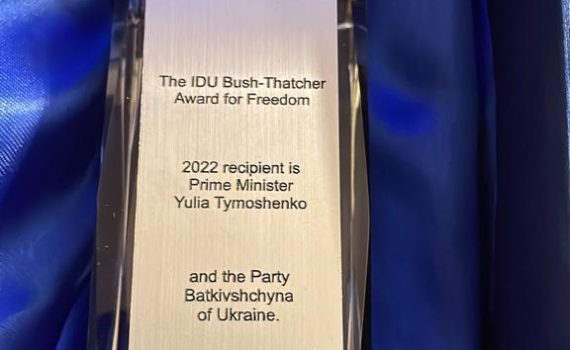 The IDU Bush-Thatcher
Award for Freedom
2022 recipient is
Prime Minister
Yulia Tymoshenko
and the Party
Batkivshchyna
of Ukraine.